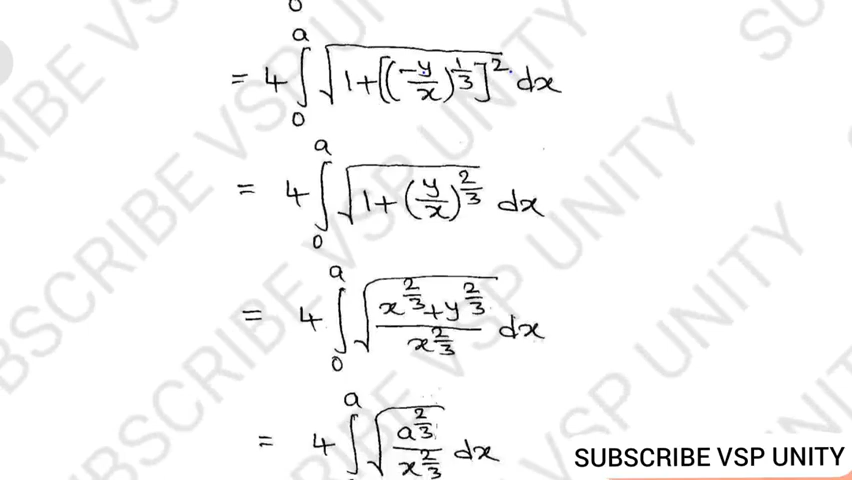 = 4 ∫₀ᵃ √(1+[(-y/x)^(1/3)]²) dx
= 4 ∫₀ᵃ √(1+(y/x)^(2/3)) dx
= 4 ∫₀ᵃ √((x^(2/3)+y^(2/3))/x^(2/3)) dx
= 4 ∫₀ᵃ √(a^(2/3)/x^(2/3)) dx
SUBSCRIBE VSP UNITY